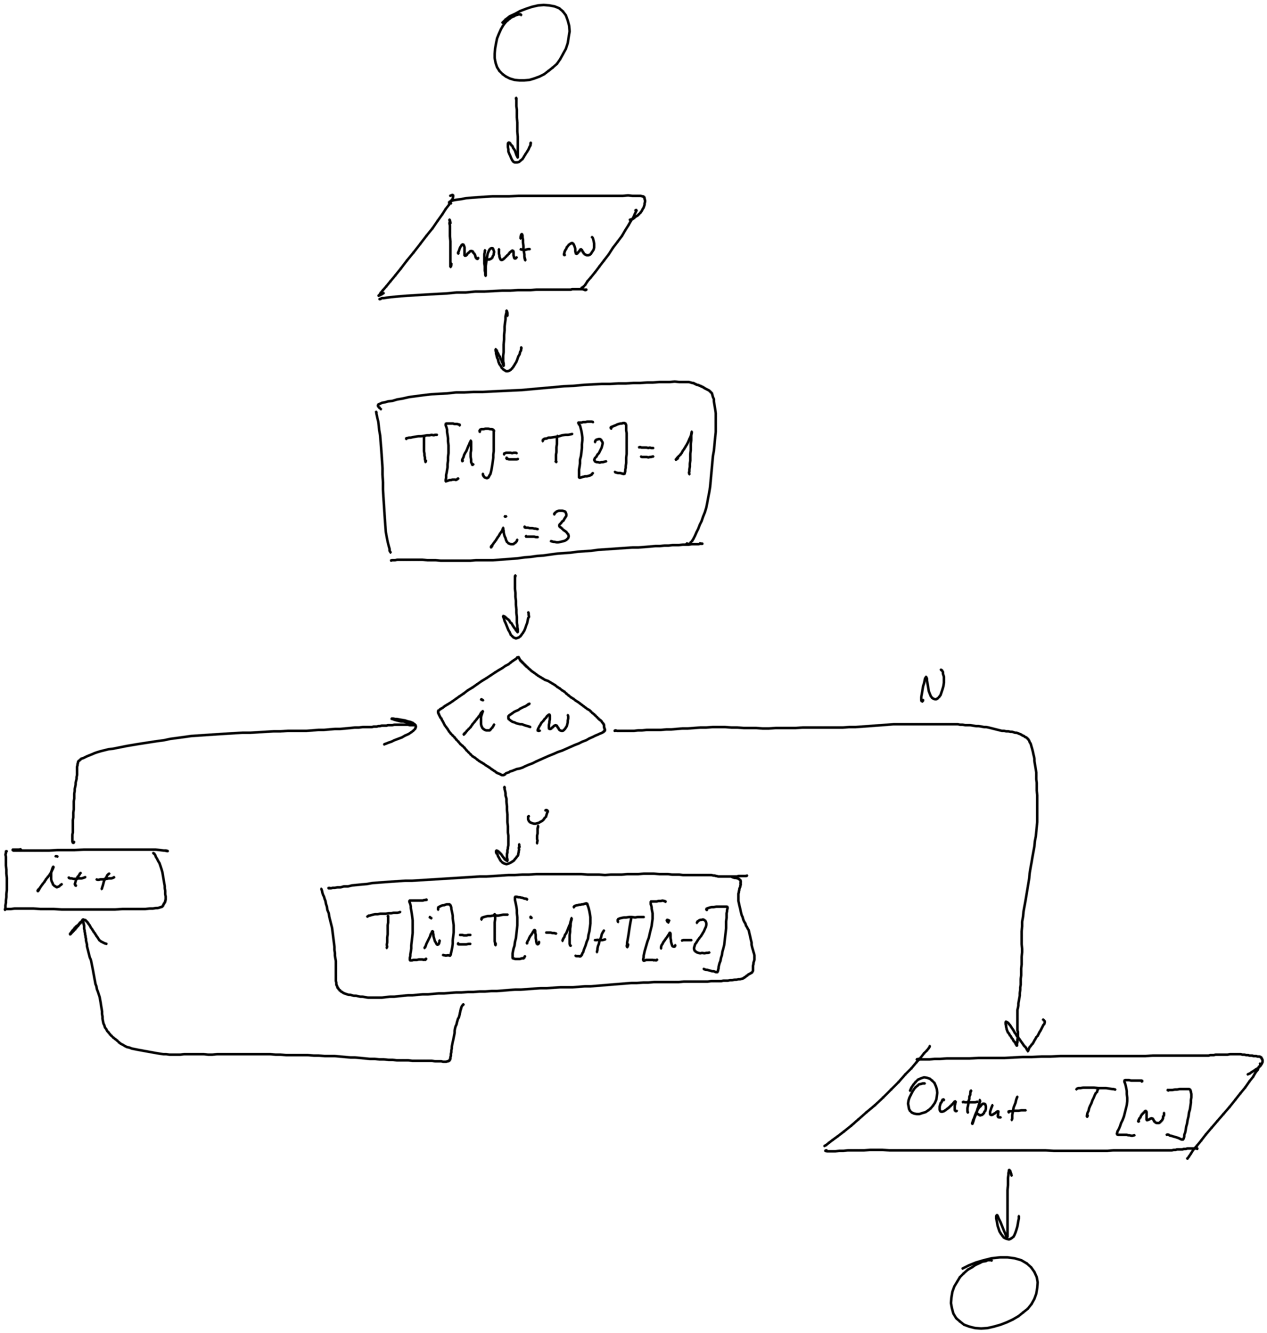 Input n
T[1]= T[2]= 1
i=3
i<n
N
Y
i++
T[i]=T[i-1]+T[i-2]
Output T[n]